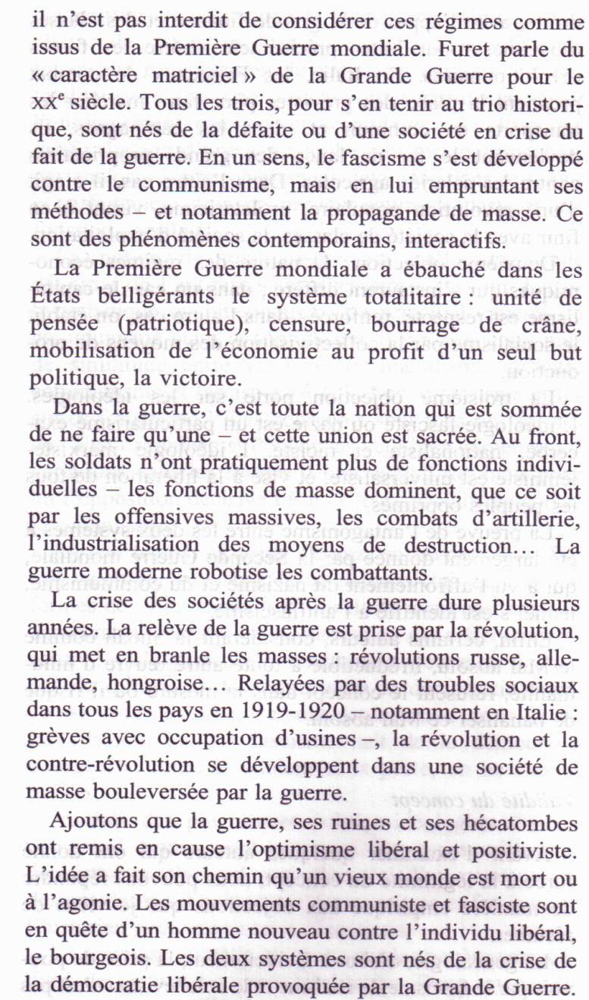 il n'est pas interdit de considérer ces régimes comme
issus de la Première Guerre mondiale. Furet parle du
« caractère matriciel » de la Grande Guerre pour le
XXe siècle. Tous les trois, pour s'en tenir au trio histori-
que, sont nés de la défaite ou d'une société en crise du
fait de la guerre. En un sens, le fascisme s'est développé
contre le communisme, mais en lui empruntant ses
méthodes – et notamment la propagande de masse. Ce
sont des phénomènes contemporains, interactifs.
La Première Guerre mondiale a ébauché dans les
États belligérants le système totalitaire : unité de
pensée (patriotique), censure, bourrage de crâne,
mobilisation de l'économie au profit d'un seul but
politique, la victoire.
Dans la guerre, c'est toute la nation qui est sommée
de ne faire qu'une – et cette union est sacrée. Au front,
les soldats n'ont pratiquement plus de fonctions indivi-
duelles – les fonctions de masse dominent, que ce soit
par les offensives massives, les combats d'artillerie,
l'industrialisation des moyens de destruction... La
guerre moderne robotise les combattants.
La crise des sociétés après la guerre dure plusieurs
années. La relève de la guerre est prise par la révolution,
qui met en branle les masses : révolutions russe, alle-
mande, hongroise... Relayées par des troubles sociaux
dans tous les pays en 1919-1920 – notamment en Italie :
grèves avec occupation d'usines –, la révolution et la
contre-révolution se développent dans une société de
masse bouleversée par la guerre.
Ajoutons que la guerre, ses ruines et ses hécatombes
ont remis en cause l'optimisme libéral et positiviste.
L'idée a fait son chemin qu'un vieux monde est mort ou
à l'agonie. Les mouvements communiste et fasciste sont
en quête d'un homme nouveau contre l'individu libéral,
le bourgeois. Les deux systèmes sont nés de la crise de
la démocratie libérale provoquée par la Grande Guerre.